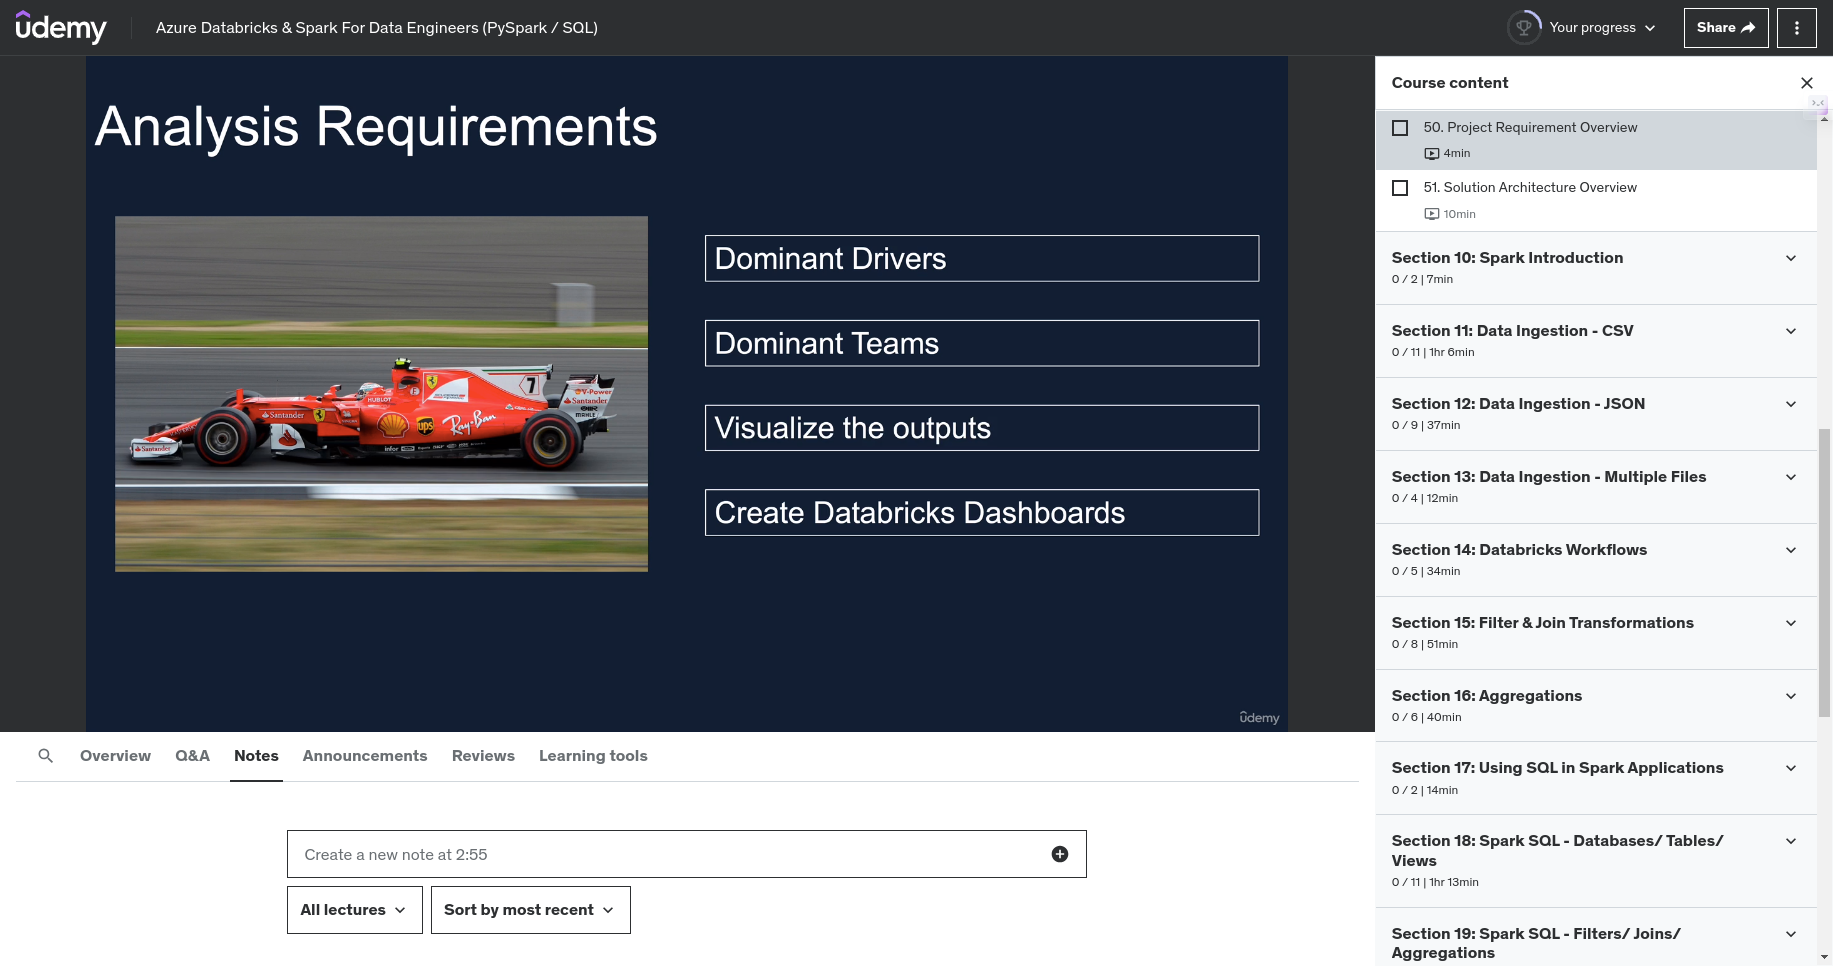 udemy
Azure Databricks & Spark For Data Engineers (PySpark / SQL)
Your progress
Share
Analysis Requirements
Dominant Drivers
Dominant Teams
Visualize the outputs
Create Databricks Dashboards
7
V-Power
Santander
MAHLE
HUBLOT
Santander
ups
Ray-Ban
Santander
infor
udemy
Course content
50. Project Requirement Overview
4min
51. Solution Architecture Overview
10min
Section 10: Spark Introduction
0 / 2 | 7min
Section 11: Data Ingestion - CSV
0 / 11 | 1hr 6min
Section 12: Data Ingestion - JSON
0 / 9 | 37min
Section 13: Data Ingestion - Multiple Files
0 / 4 | 12min
Section 14: Databricks Workflows
0 / 5 | 34min
Section 15: Filter & Join Transformations
0 / 8 | 51min
Section 16: Aggregations
0 / 6 | 40min
Section 17: Using SQL in Spark Applications
0 / 2 | 14min
Section 18: Spark SQL - Databases/ Tables/
Views
0 / 11 | 1hr 13min
Section 19: Spark SQL - Filters/ Joins/
Aggregations
Overview
Q&A
Notes
Announcements
Reviews
Learning tools
Create a new note at 2:55
All lectures
Sort by most recent